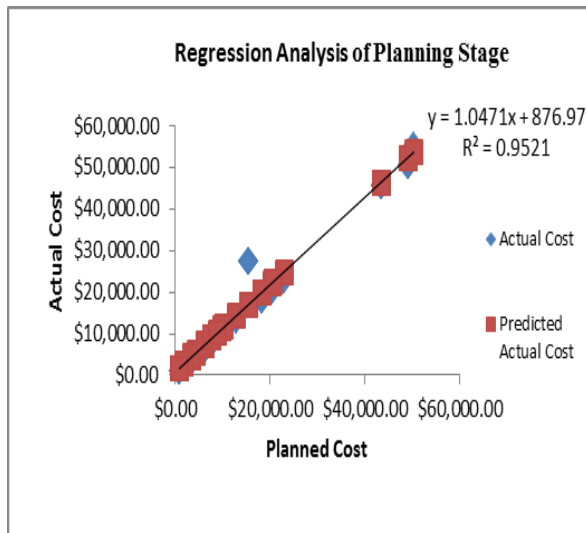 Regression Analysis of Planning Stage
y = 1.0471x + 876.97
R² = 0.9521
Actual Cost
$60,000.00
$50,000.00
$40,000.00
$30,000.00
$20,000.00
$10,000.00
$0.00
$0.00 $20,000.00 $40,000.00 $60,000.00
Planned Cost
Actual Cost
Predicted
Actual Cost